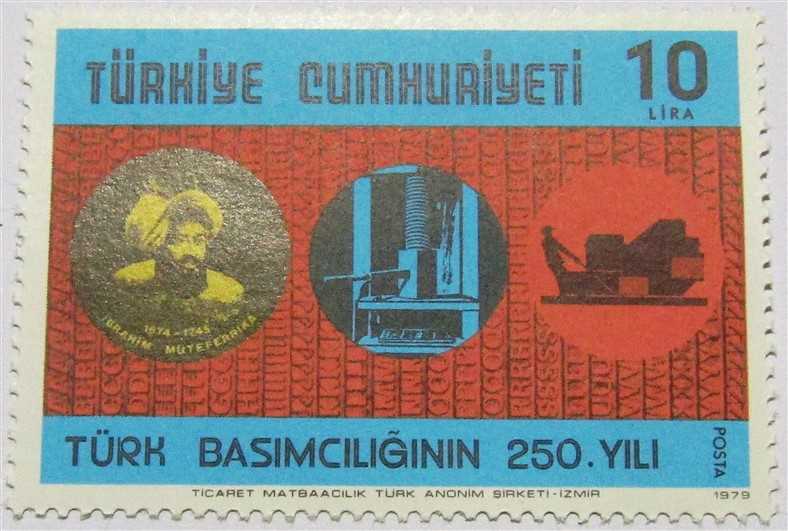 TÜRKİYE CUMHURİYETİ
10
LİRA
1674-1745
İBRAHİM MÜTEFERRİKA
TÜRK BASIMCILIĞININ 250. YILI
POSTA
TİCARET MATBAACILIK TÜRK ANONİM ŞİRKETİ-İZMİR
1979